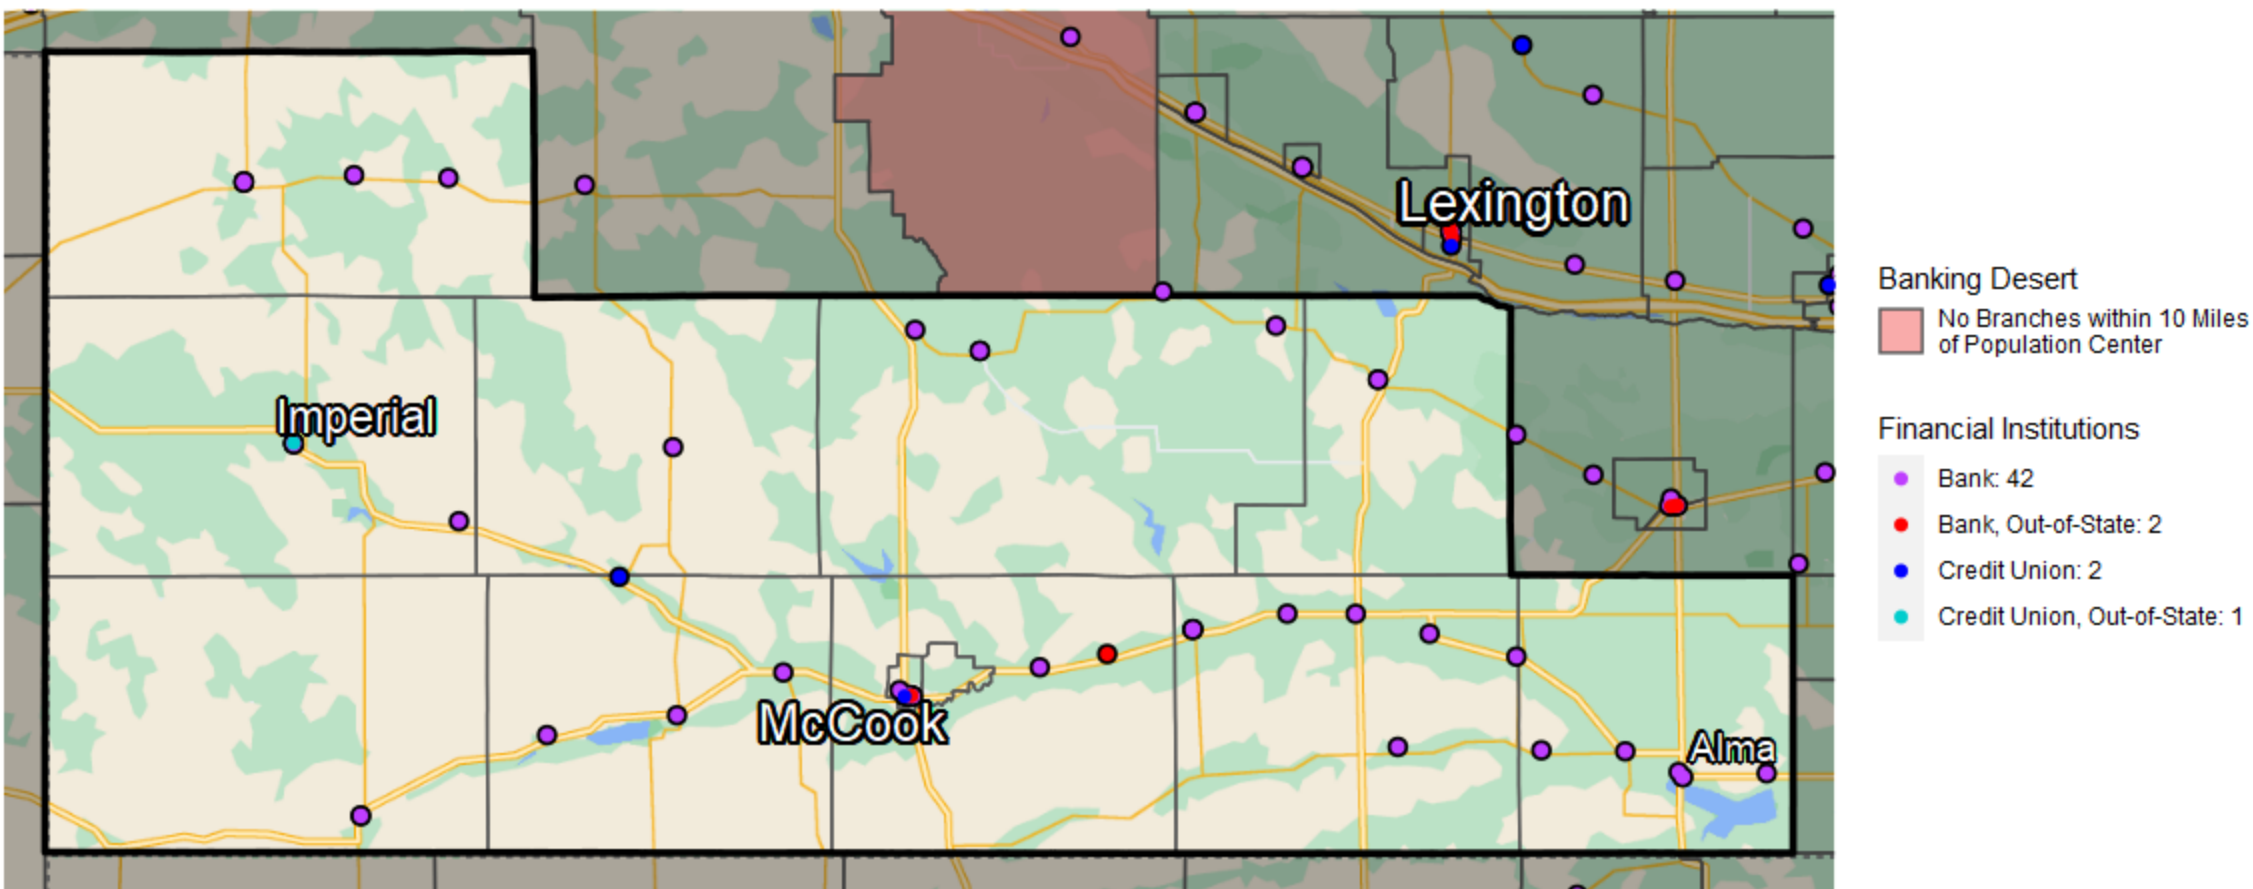 Lexington
Imperial
McCook
Alma
Banking Desert
No Branches within 10 Miles
of Population Center
Financial Institutions
Bank: 42
Bank, Out-of-State: 2
Credit Union: 2
Credit Union, Out-of-State: 1